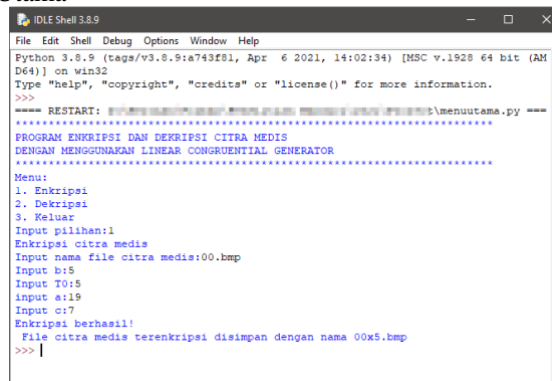 IDLE Shell 3.8.9
File Edit Shell Debug Options Window Help
Python 3.8.9 (tags/v3.8.9:a743f81, Apr  6 2021, 14:02:34) [MSC v.1928 64 bit (AM
D64)] on win32
Type "help", "copyright", "credits" or "license()" for more information.
>>>
==== RESTART: \menuutama.py ===
***********************************************************************
PROGRAM ENKRIPSI DAN DEKRIPSI CITRA MEDIS
DENGAN MENGGUNAKAN LINEAR CONGRUENTIAL GENERATOR
***********************************************************************
Menu:
1. Enkripsi
2. Dekripsi
3. Keluar
Input pilihan:1
Enkripsi citra medis
Input nama file citra medis:00.bmp
Input b:5
Input T0:5
input a:19
Input c:7
Enkripsi berhasil!
 File citra medis terenkripsi disimpan dengan nama 00x5.bmp
>>>